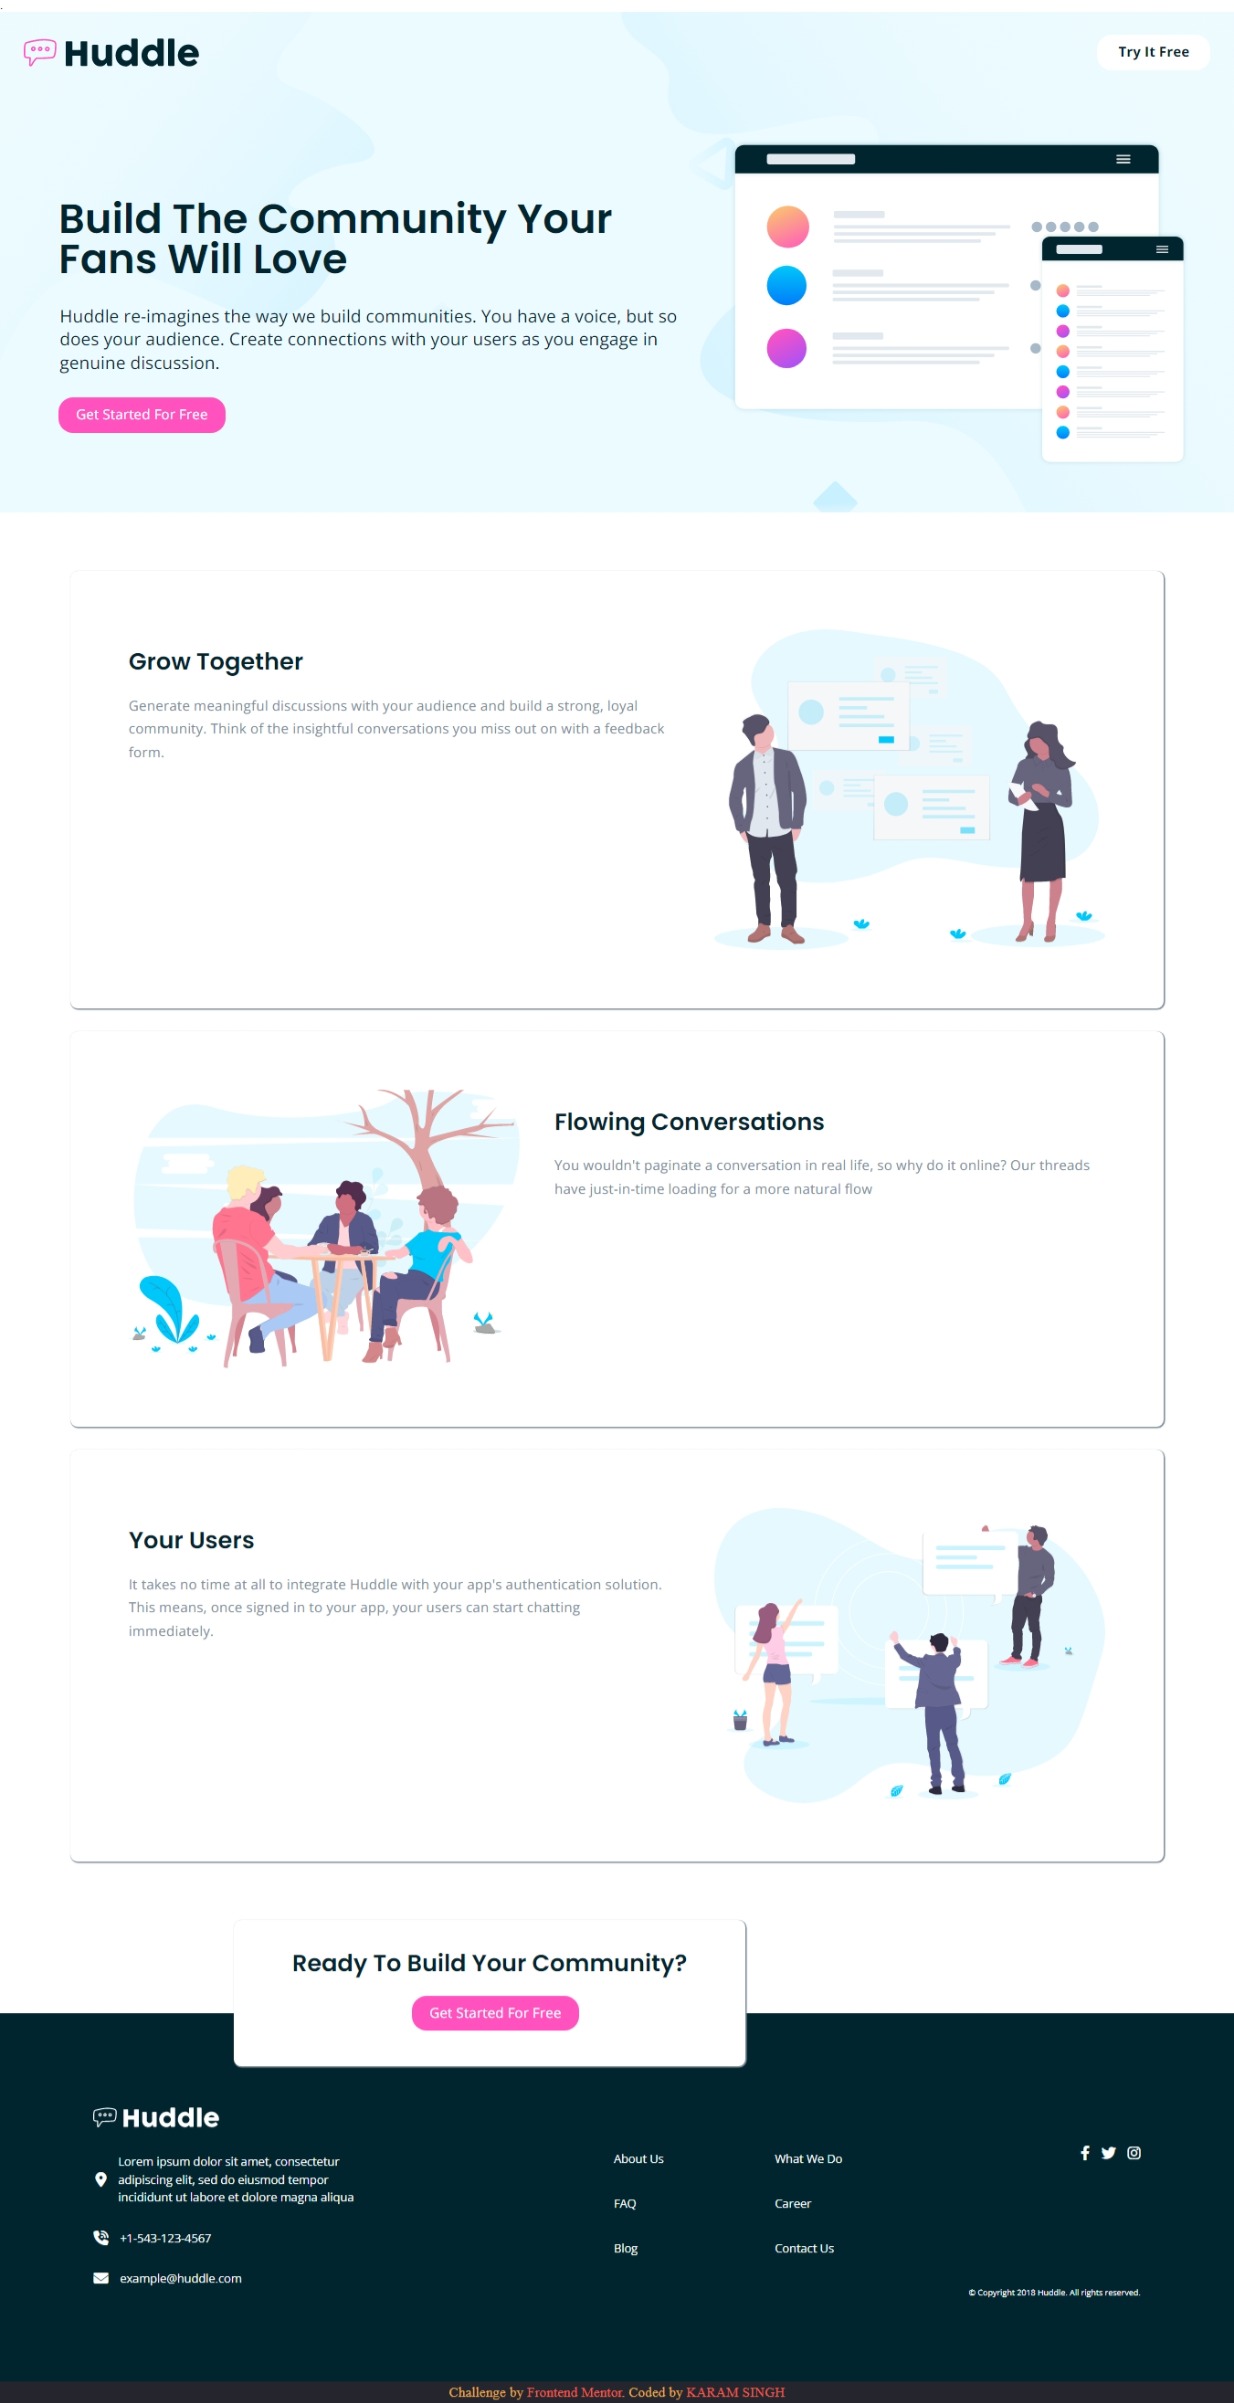 Huddle
Try It Free
Build The Community Your
Fans Will Love
Huddle re-imagines the way we build communities. You have a voice, but so
does your audience. Create connections with your users as you engage in
genuine discussion.
Get Started For Free
Grow Together
Generate meaningful discussions with your audience and build a strong, loyal
community. Think of the insightful conversations you miss out on with a feedback
form.
Flowing Conversations
You wouldn't paginate a conversation in real life, so why do it online? Our threads
have just-in-time loading for a more natural flow
Your Users
It takes no time at all to integrate Huddle with your app's authentication solution.
This means, once signed in to your app, your users can start chatting
immediately.
Ready To Build Your Community?
Get Started For Free
Huddle
Lorem ipsum dolor sit amet, consectetur
adipiscing elit, sed do eiusmod tempor
incididunt ut labore et dolore magna aliqua
+1-543-123-4567
example@huddle.com
About Us
FAQ
Blog
What We Do
Career
Contact Us
© Copyright 2018 Huddle. All rights reserved.
Challenge by Frontend Mentor. Coded by KARAM SINGH